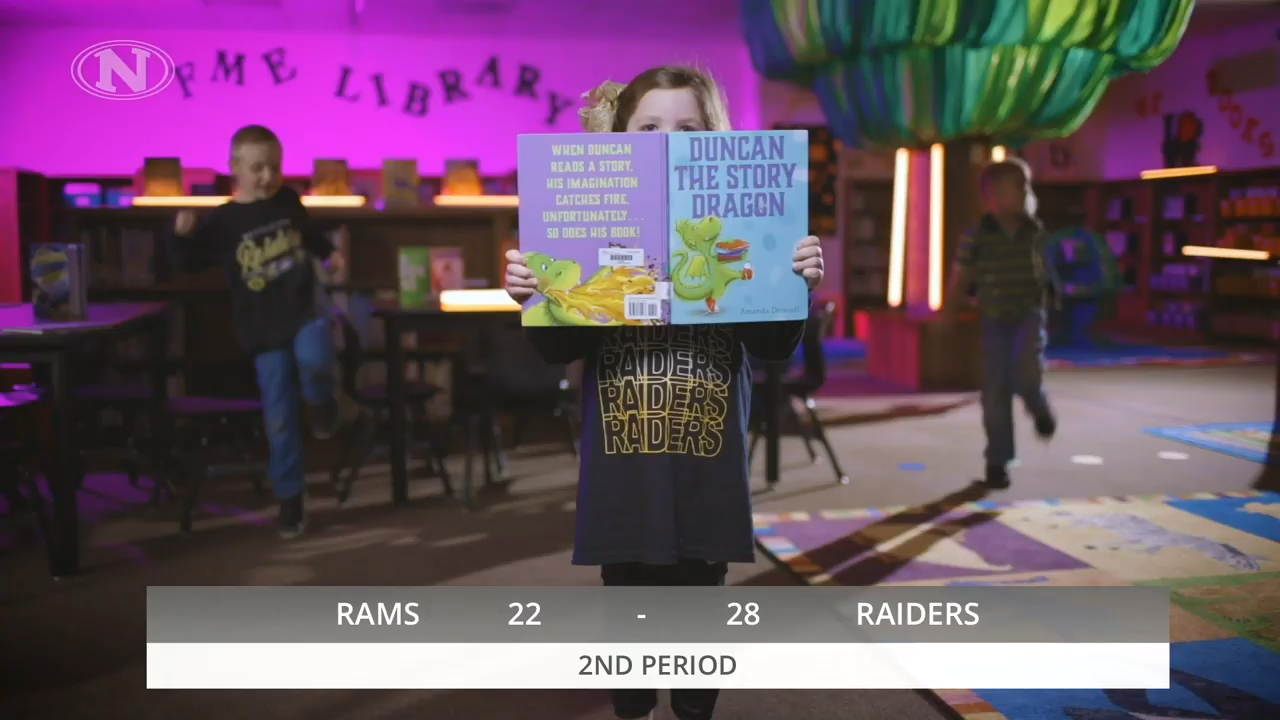 N
FME LIBRARY
WHEN DUNCAN
READS A STORY,
HIS IMAGINATION
CATCHES FIRE.
UNFORTUNATELY...
SO DOES HIS BOOK!
DUNCAN
THE STORY
DRAGON
Amanda Driscoll
Raiders
RAIDERS
RAIDERS
RAIDERS
RAIDERS
RAMS 22 - 28 RAIDERS
2ND PERIOD